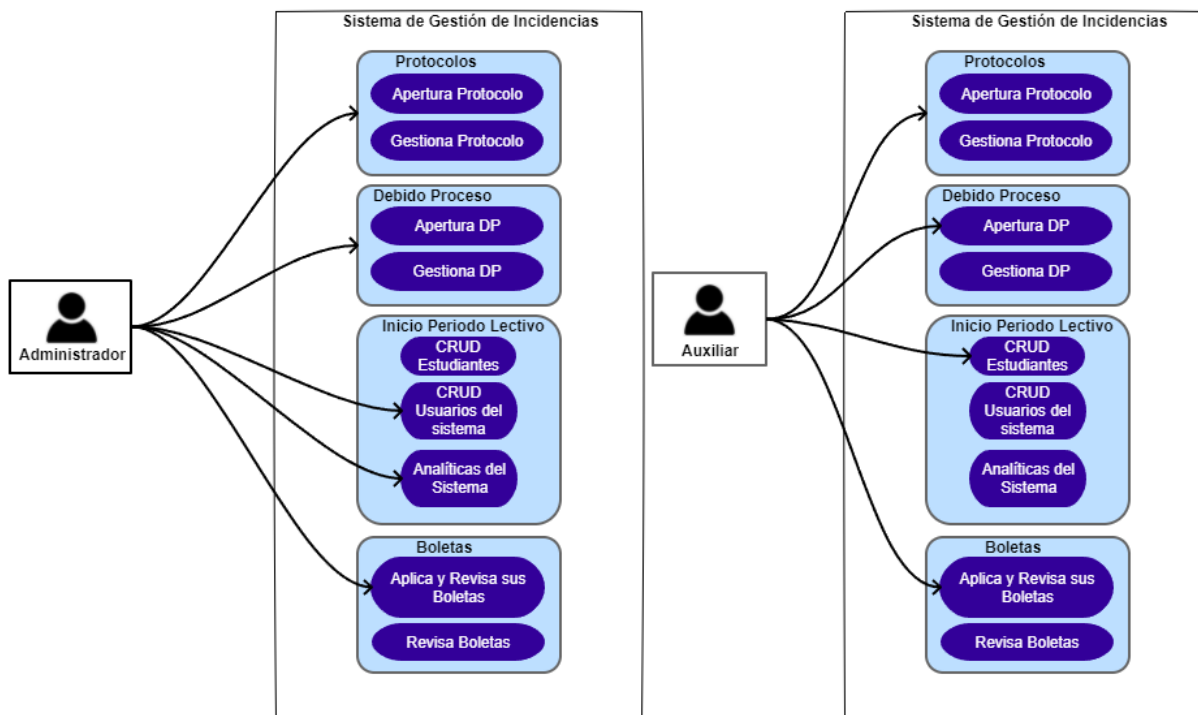 Sistema de Gestión de Incidencias
Protocolos
Apertura Protocolo
Gestiona Protocolo
Debido Proceso
Apertura DP
Gestiona DP
Administrador
Inicio Periodo Lectivo
CRUD
Estudiantes
CRUD
Usuarios del
sistema
Analíticas del
Sistema
Boletas
Aplica y Revisa sus
Boletas
Revisa Boletas
Sistema de Gestión de Incidencias
Protocolos
Apertura Protocolo
Gestiona Protocolo
Debido Proceso
Apertura DP
Gestiona DP
Auxiliar
Inicio Periodo Lectivo
CRUD
Estudiantes
CRUD
Usuarios del
sistema
Analíticas del
Sistema
Boletas
Aplica y Revisa sus
Boletas
Revisa Boletas